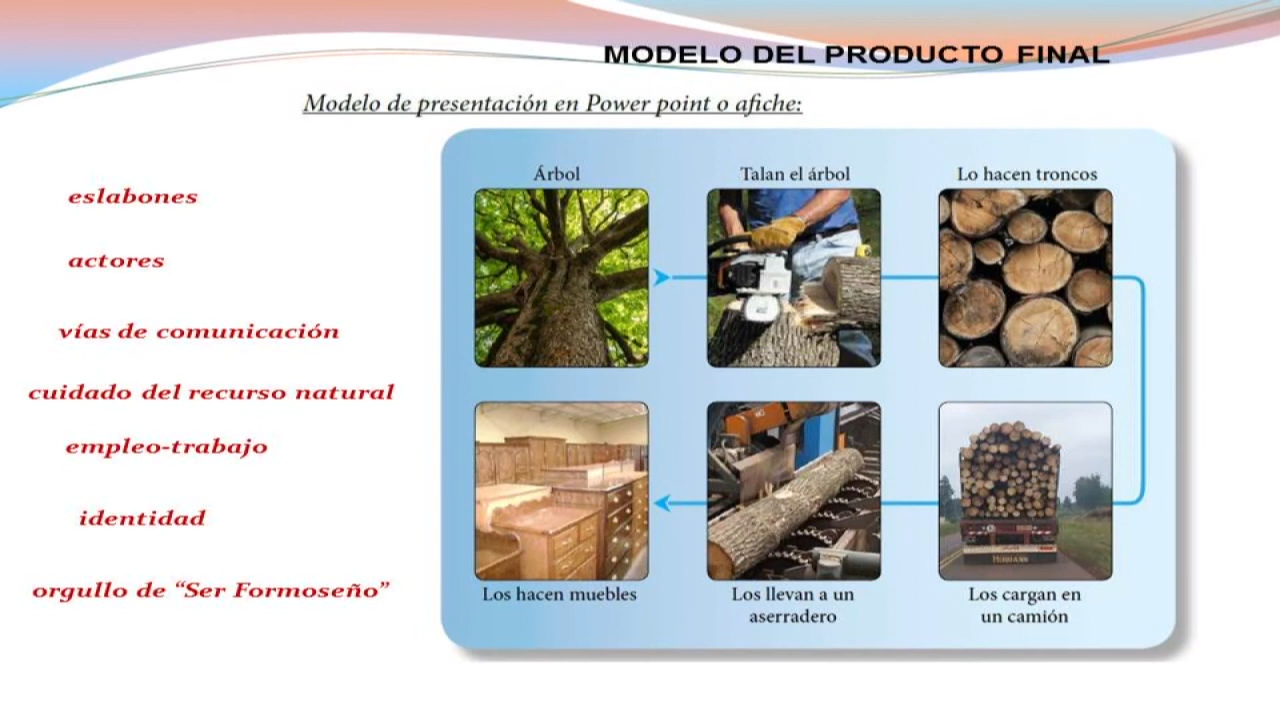 MODELO DEL PRODUCTO FINAL
Modelo de presentación en Power point o afiche:
eslabones
actores
vías de comunicación
cuidado del recurso natural
empleo-trabajo
identidad
orgullo de “Ser Formoseño”
Árbol
Talan el árbol
Lo hacen troncos
Los hacen muebles
Los llevan a un
aserradero
Los cargan en
un camión